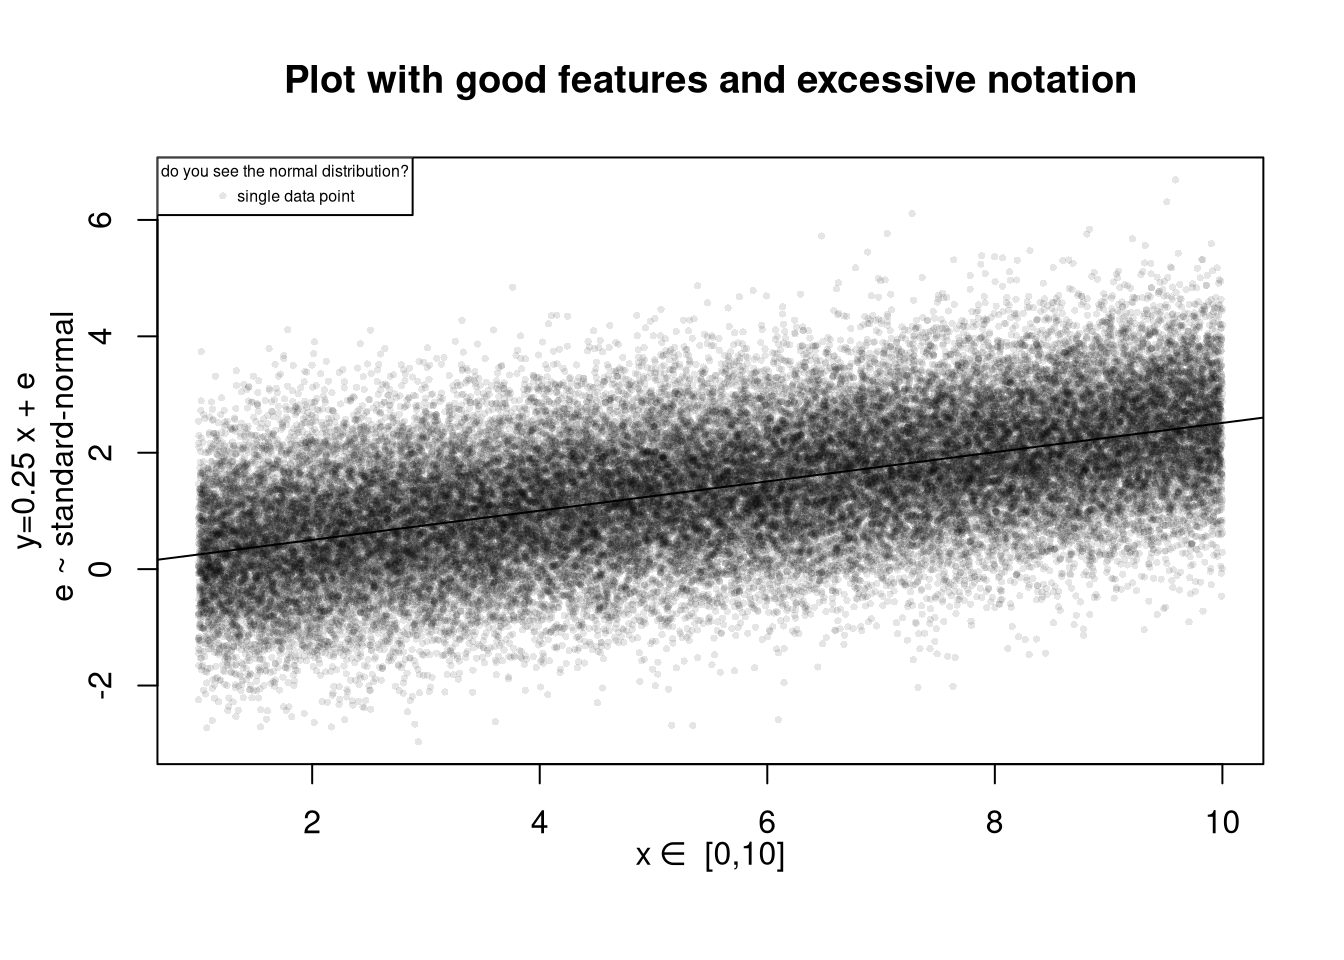 Plot with good features and excessive notation
do you see the normal distribution?
single data point
y=0.25 x + e
e ~ standard-normal
6
4
2
0
-2
2 4 6 8 10
x ∈ [0,10]